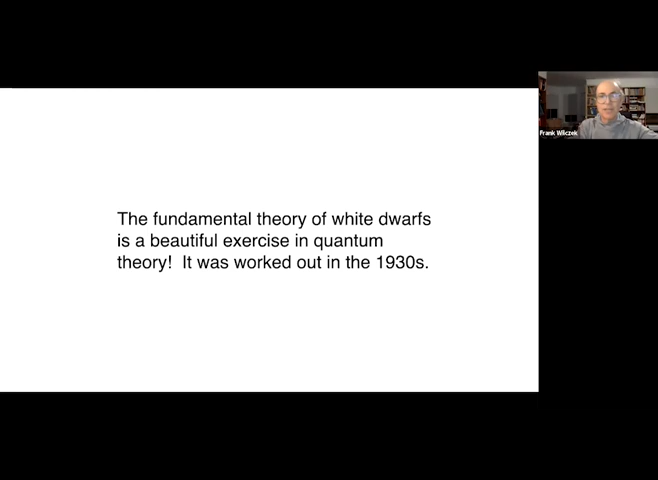 The fundamental theory of white dwarfs
is a beautiful exercise in quantum
theory!  It was worked out in the 1930s.
Frank Wilczek